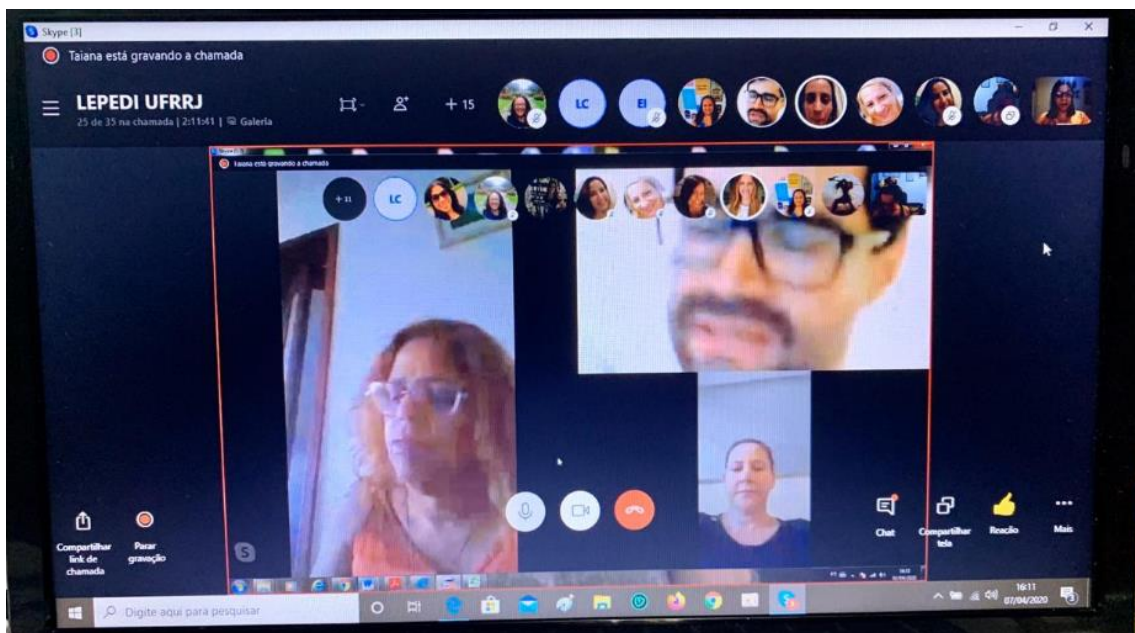 Skype [3]
Taiana está gravando a chamada
LEPEDI UFRRJ
25 de 35 na chamada | 2:11:41 | Galeria
+ 15
LC
EI
Taiana está gravando a chamada
+ 31
LC
Compartilhar link de chamada
Parar gravação
Chat
Compartilhar tela
Reação
Mais
Digite aqui para pesquisar
16:11
07/04/2020
3